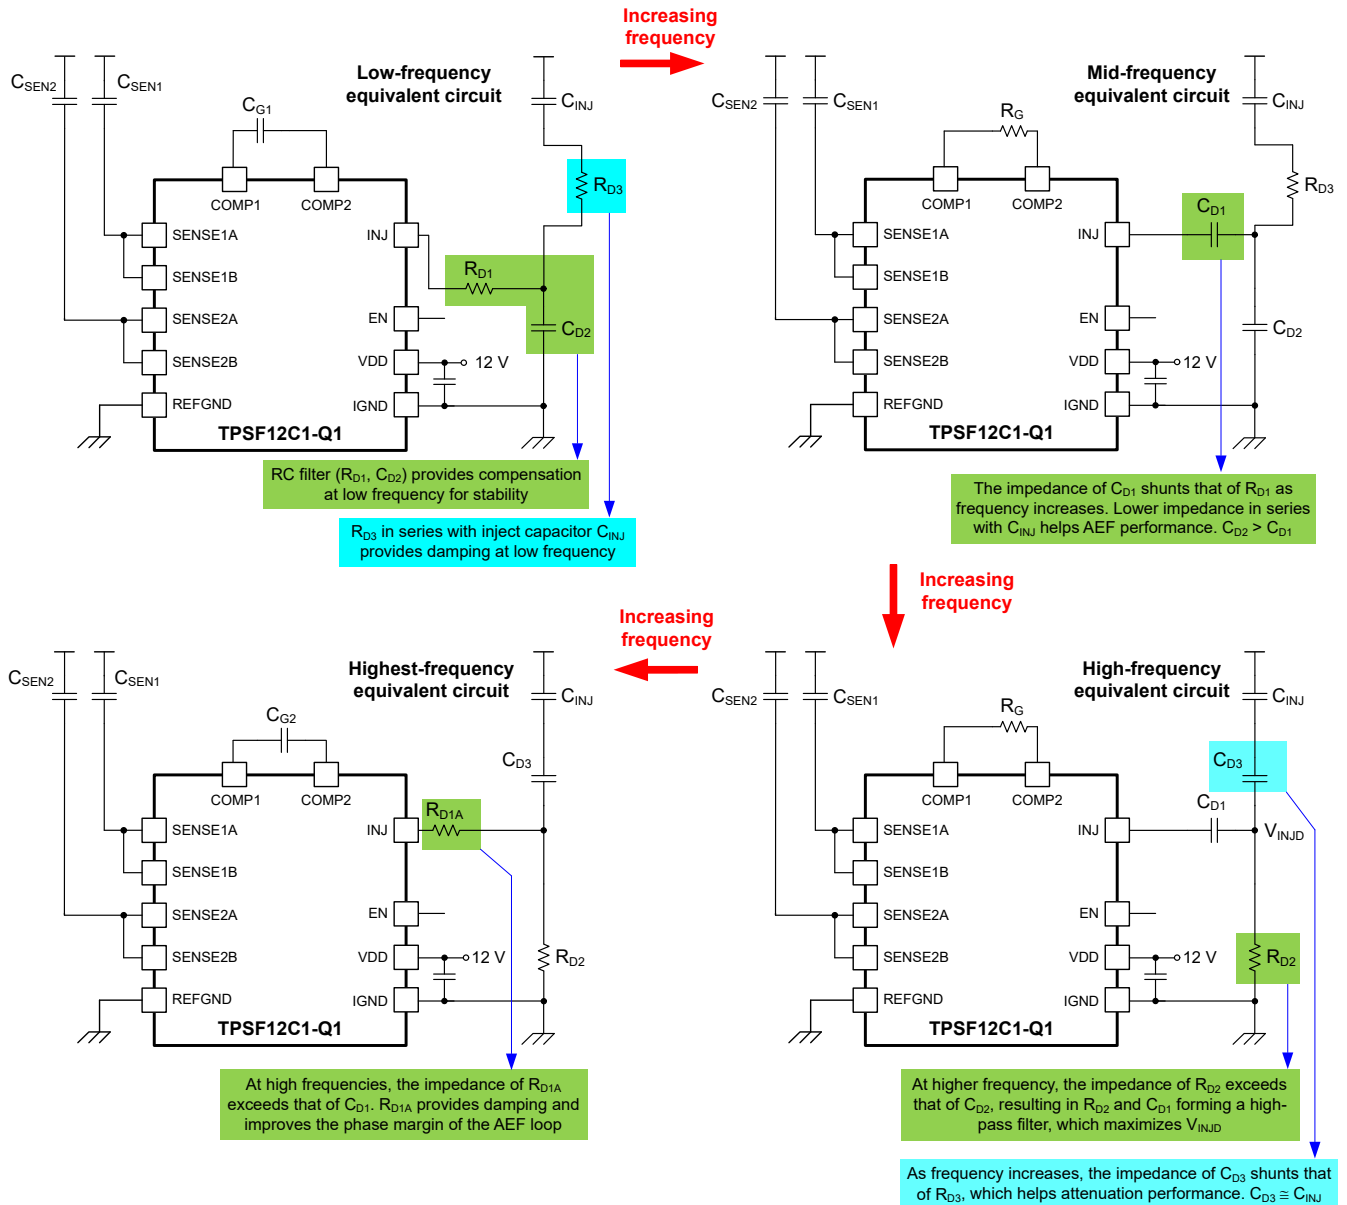 Increasing
frequency
Low-frequency
equivalent circuit
CSEN2
CSEN1
CG1
CINJ
RD3
COMP1
COMP2
SENSE1A
SENSE1B
SENSE2A
SENSE2B
REFGND
INJ
EN
VDD
IGND
RD1
CD2
12 V
TPSF12C1-Q1
RC filter (RD1, CD2) provides compensation
at low frequency for stability
RD3 in series with inject capacitor CINJ
provides damping at low frequency
Mid-frequency
equivalent circuit
CSEN2
CSEN1
RG
CINJ
RD3
COMP1
COMP2
SENSE1A
SENSE1B
SENSE2A
SENSE2B
REFGND
INJ
EN
VDD
IGND
CD1
CD2
12 V
TPSF12C1-Q1
The impedance of CD1 shunts that of RD1 as
frequency increases. Lower impedance in series
with CINJ helps AEF performance. CD2 > CD1
Increasing
frequency
High-frequency
equivalent circuit
CSEN2
CSEN1
RG
CINJ
CD3
CD1
VINJD
COMP1
COMP2
SENSE1A
SENSE1B
SENSE2A
SENSE2B
REFGND
INJ
EN
VDD
IGND
RD2
12 V
TPSF12C1-Q1
At higher frequency, the impedance of RD2 exceeds
that of CD2, resulting in RD2 and CD1 forming a high-
pass filter, which maximizes VINJD
As frequency increases, the impedance of CD3 shunts that
of RD3, which helps attenuation performance. CD3 ≅ CINJ
Increasing
frequency
Highest-frequency
equivalent circuit
CSEN2
CSEN1
CG2
CINJ
CD3
RD1A
COMP1
COMP2
SENSE1A
SENSE1B
SENSE2A
SENSE2B
REFGND
INJ
EN
VDD
IGND
RD2
12 V
TPSF12C1-Q1
At high frequencies, the impedance of RD1A
exceeds that of CD1. RD1A provides damping and
improves the phase margin of the AEF loop